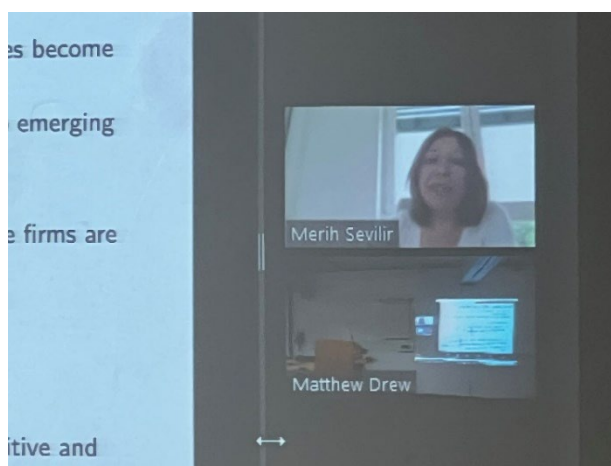 es become
emerging
e firms are
itive and
Merih Sevilir
Matthew Drew